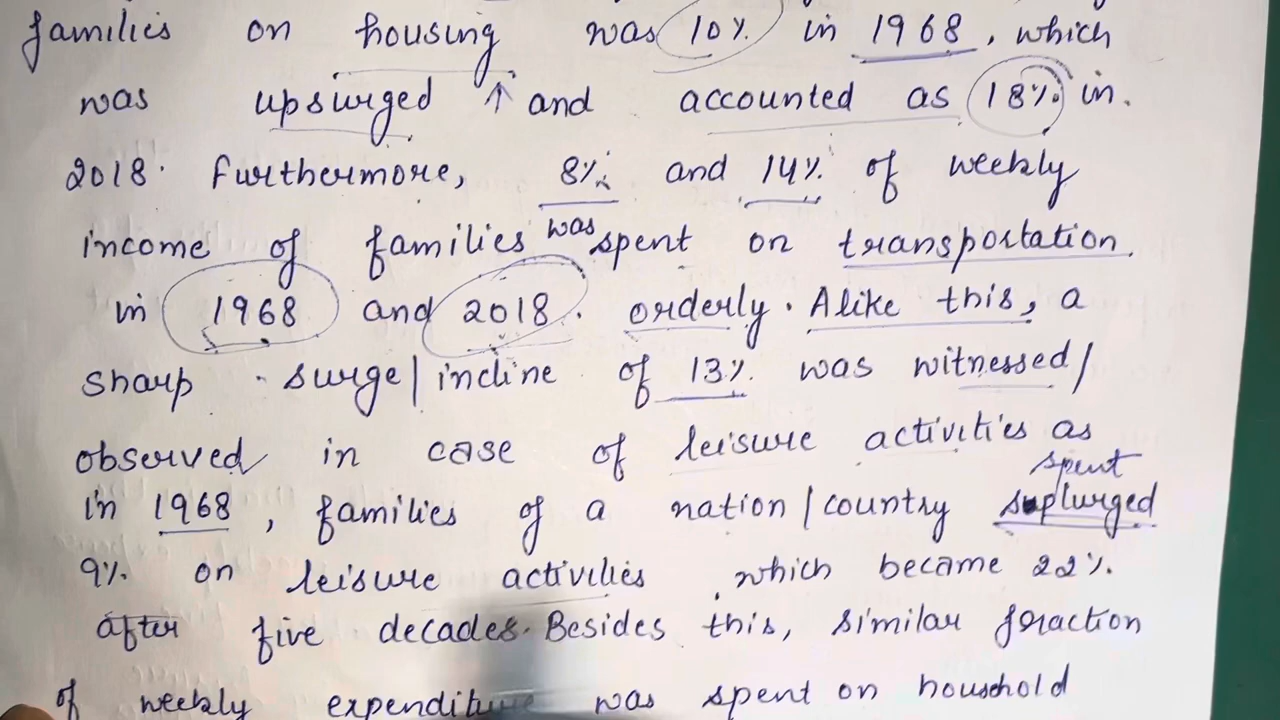 families on housing was 10% in 1968, which
was upsurged ↑ and accounted as 18% in.
2018. Furthermore, 8% and 14% of weekly
income of families was spent on transportation
in 1968 and 2018. orderly. Alike this, a
sharp surge/incline of 13% was witnessed/
observed in case of leisure activities as
spent
in 1968, families of a nation/country splurged
9% on leisure activities which became 22%
after five decades. Besides this, similar fraction
of weekly expenditure was spent on household